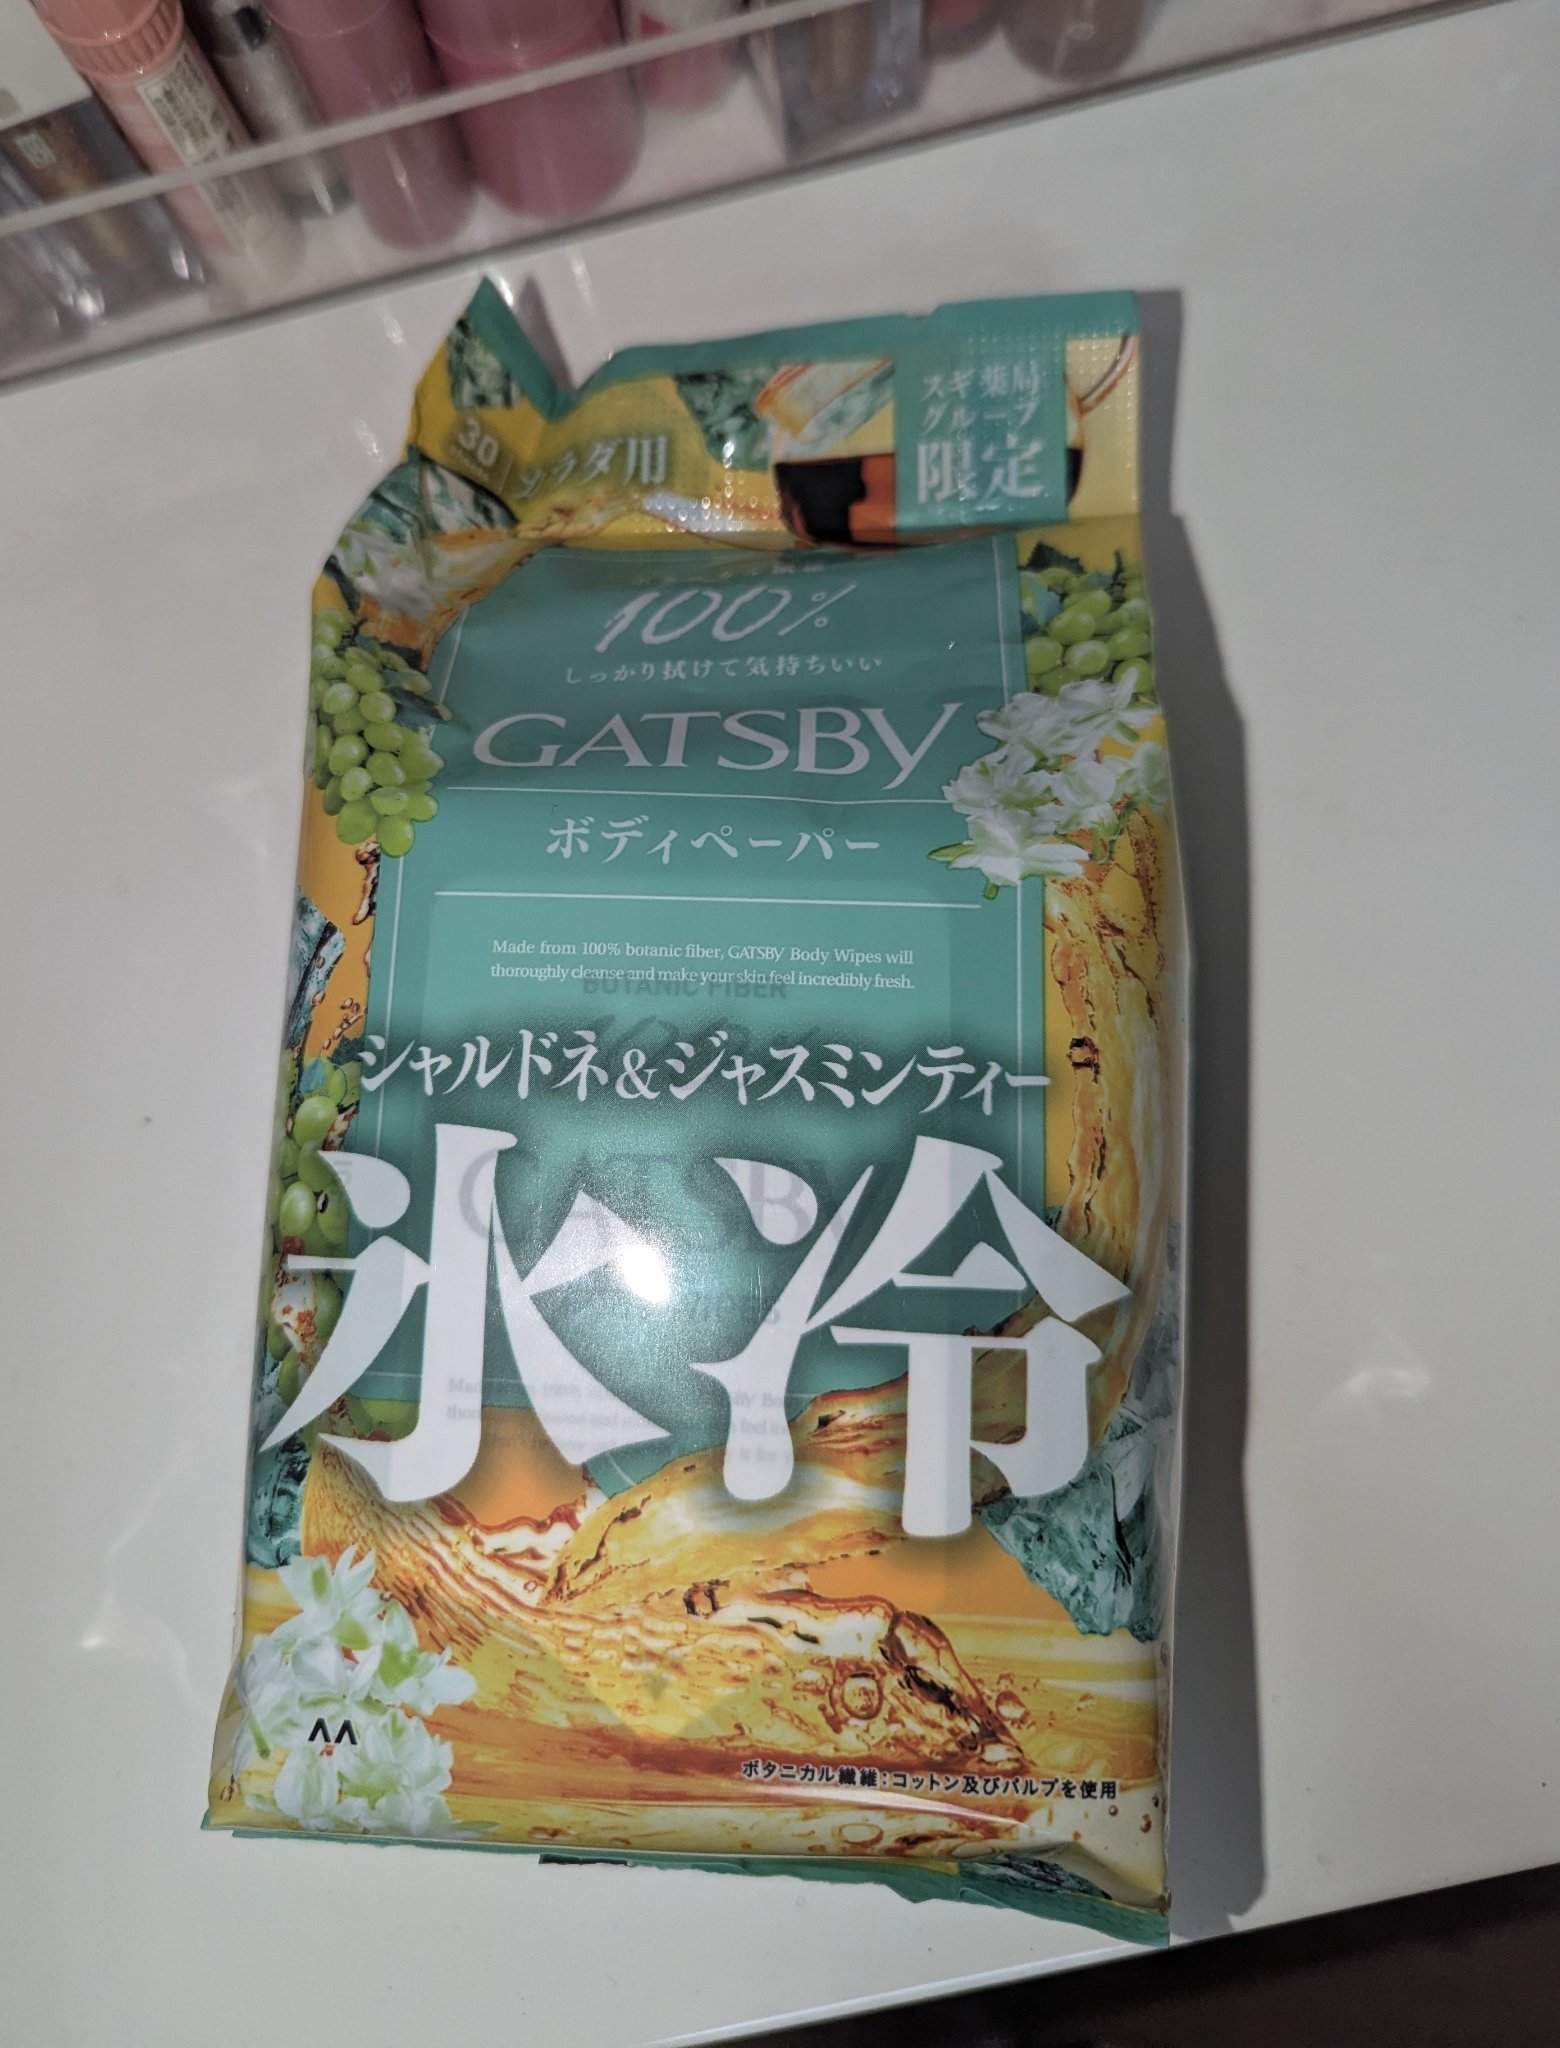 スギ薬局
グループ
限定
30
カラダ用
100%
しっかり拭けて気持ちいい
GATSBY
ボディペーパー
Made from 100% botanic fiber, GATSBY Body Wipes will
thoroughly cleanse and make your skin feel incredibly fresh.
BOTANIC FIBER
シャルドネ&ジャスミンティー
GATSBY
氷冷
ボタニカル繊維:コットン及びパルプを使用